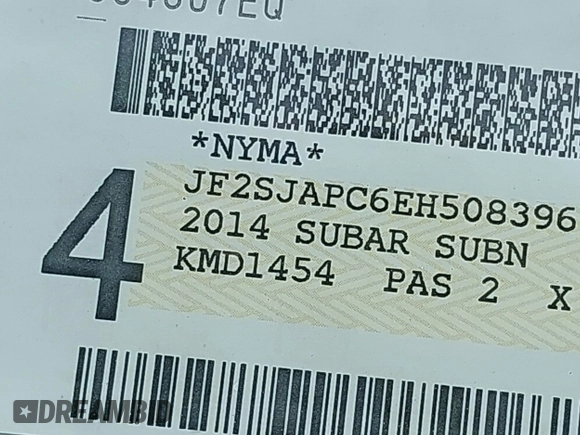 *NYMA*
JF2SJAPC6EH508396
2014 SUBAR SUBN
KMD1454 PAS 2 X
4
DREAMBID